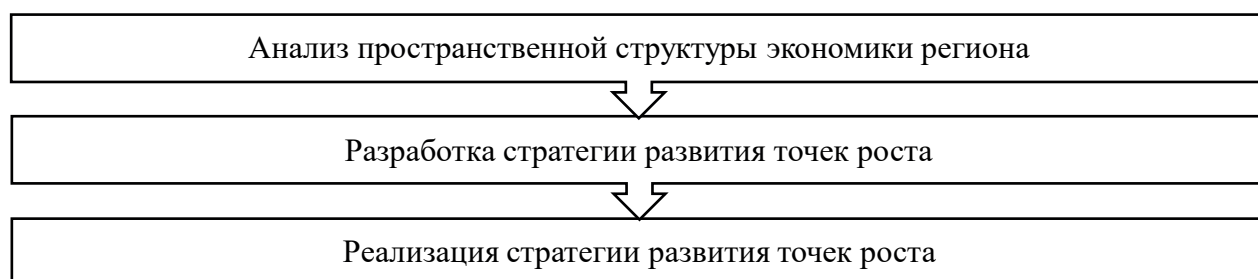 Анализ пространственной структуры экономики региона
Разработка стратегии развития точек роста
Реализация стратегии развития точек роста